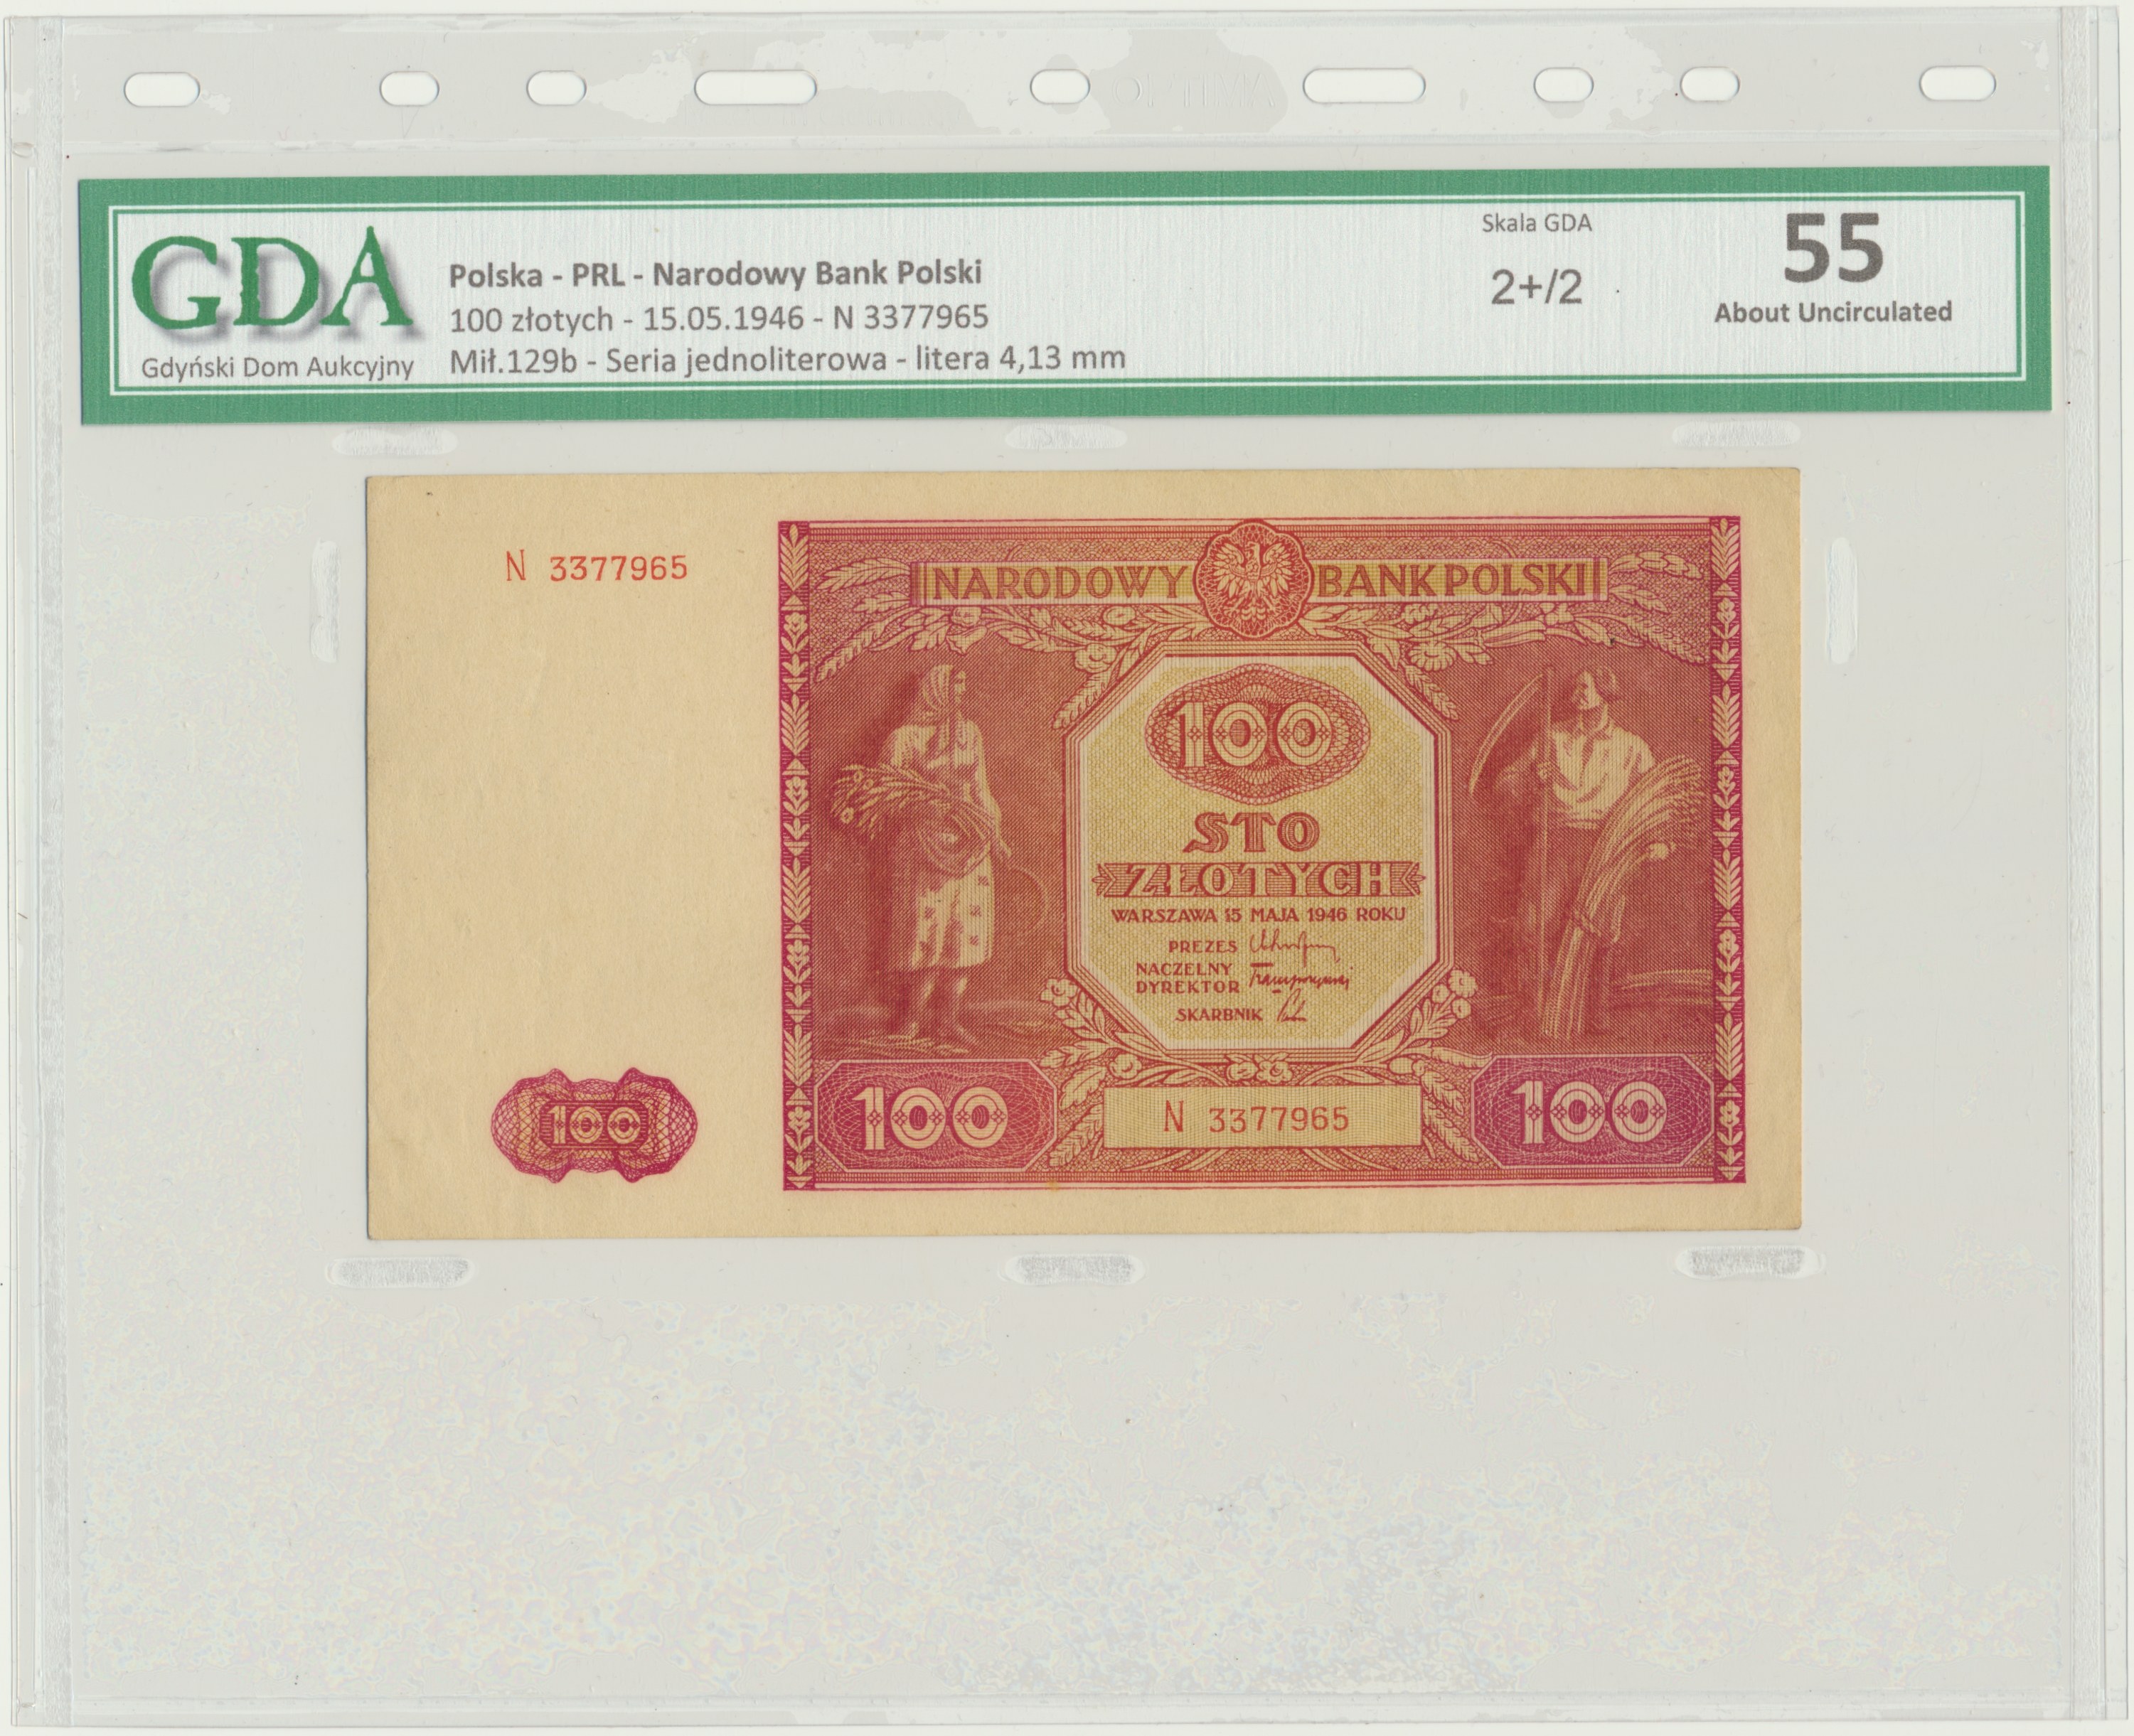 GDA
Gdyński Dom Aukcyjny
Polska - PRL - Narodowy Bank Polski
100 złotych - 15.05.1946 - N 3377965
Mił.129b - Seria jednoliterowa - litera 4,13 mm
Skala GDA
2+/2
55
About Uncirculated
N 3377965
NARODOWY BANK POLSKI
100
STO
ZŁOTYCH
WARSZAWA 15 MAJA 1946 ROKU
PREZES
NACZELNY
DYREKTOR
SKARBNIK
100
100
N 3377965
100